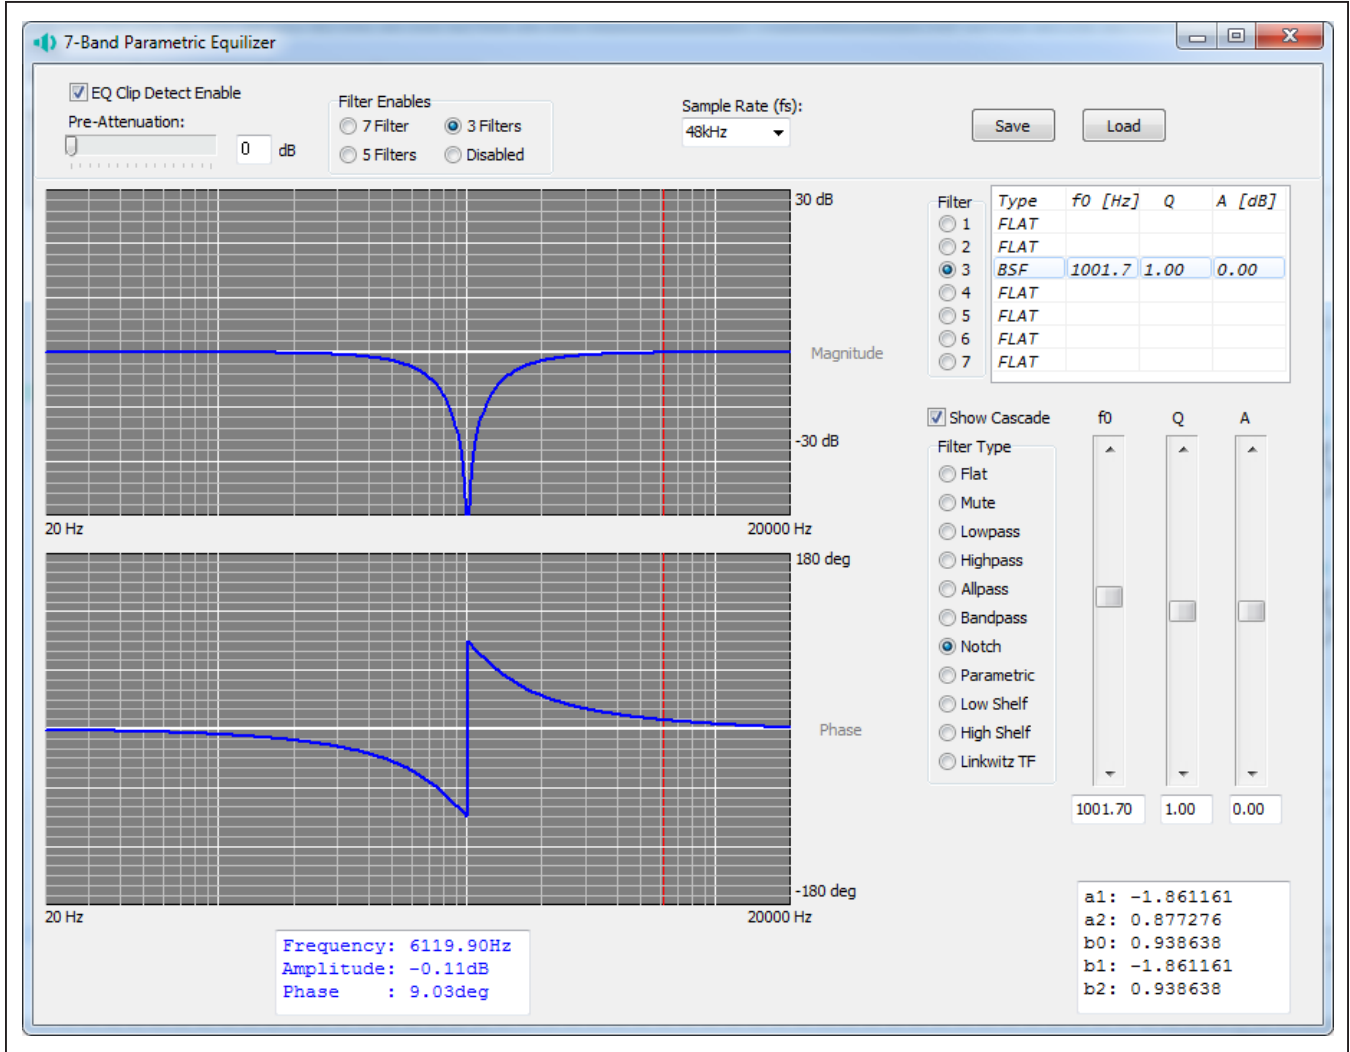 7-Band Parametric Equilizer
EQ Clip Detect Enable
Pre-Attenuation:
0 dB
Filter Enables
7 Filter 3 Filters
5 Filters Disabled
Sample Rate (fs):
48kHz
Save Load
30 dB
Magnitude
-30 dB
20 Hz 20000 Hz
180 deg
Phase
-180 deg
20 Hz 20000 Hz
Frequency: 6119.90Hz
Amplitude: -0.11dB
Phase : 9.03deg
Filter Type f0 [Hz] Q A [dB]
1 FLAT
2 FLAT
3 BSF 1001.7 1.00 0.00
4 FLAT
5 FLAT
6 FLAT
7 FLAT
Show Cascade f0 Q A
Filter Type
Flat
Mute
Lowpass
Highpass
Allpass
Bandpass
Notch
Parametric
Low Shelf
High Shelf
Linkwitz TF
1001.70 1.00 0.00
a1: -1.861161
a2: 0.877276
b0: 0.938638
b1: -1.861161
b2: 0.938638